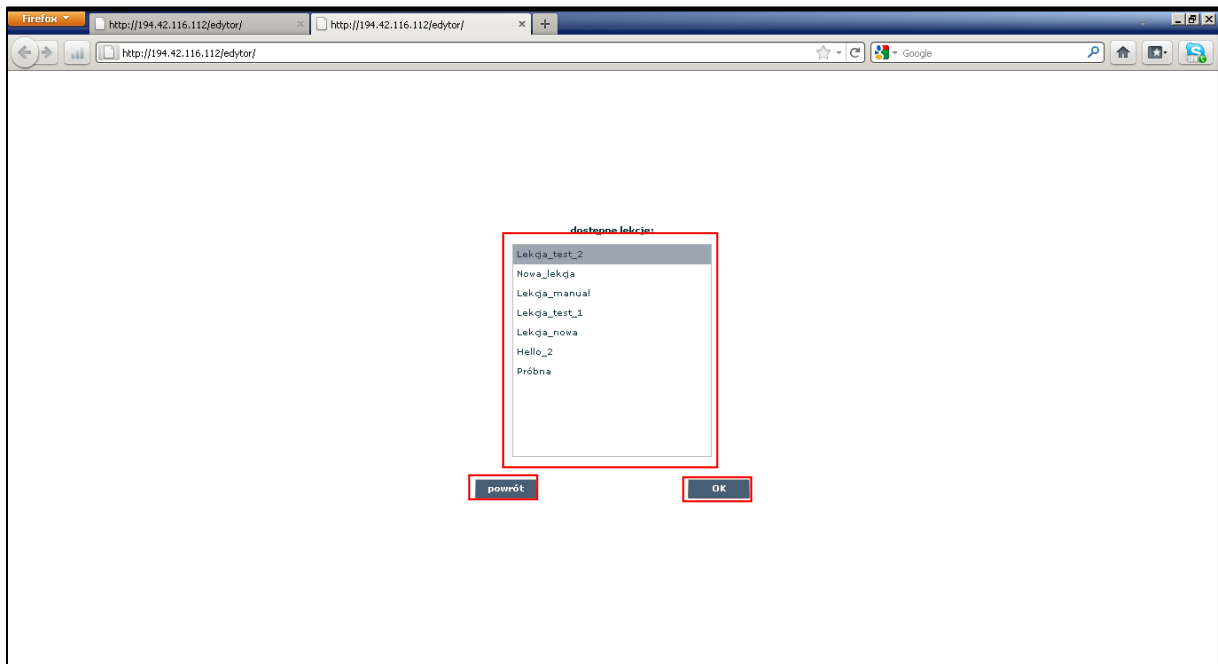 Firefox
http://194.42.116.112/edytor/
http://194.42.116.112/edytor/
http://194.42.116.112/edytor/
Google
dostępne lekcje:
Lekcja_test_2
Nowa_lekcja
Lekcja_manual
Lekcja_test_1
Lekcja_nowa
Hello_2
Próbna
powrót
OK